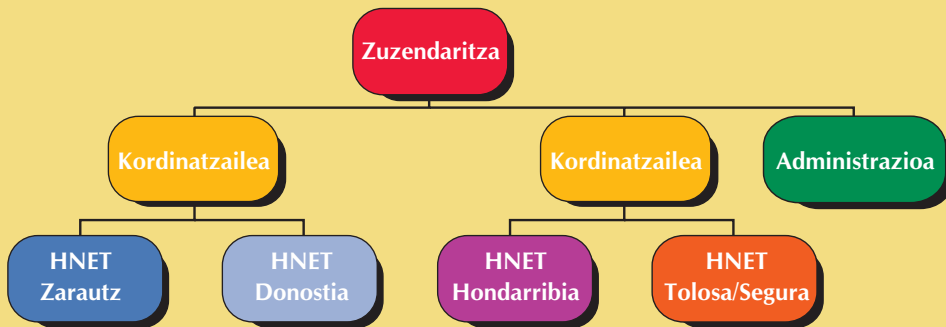 Zuzendaritza
Kordinatzailea
Kordinatzailea
Administrazioa
HNET
Zarautz
HNET
Donostia
HNET
Hondarribia
HNET
Tolosa/Segura